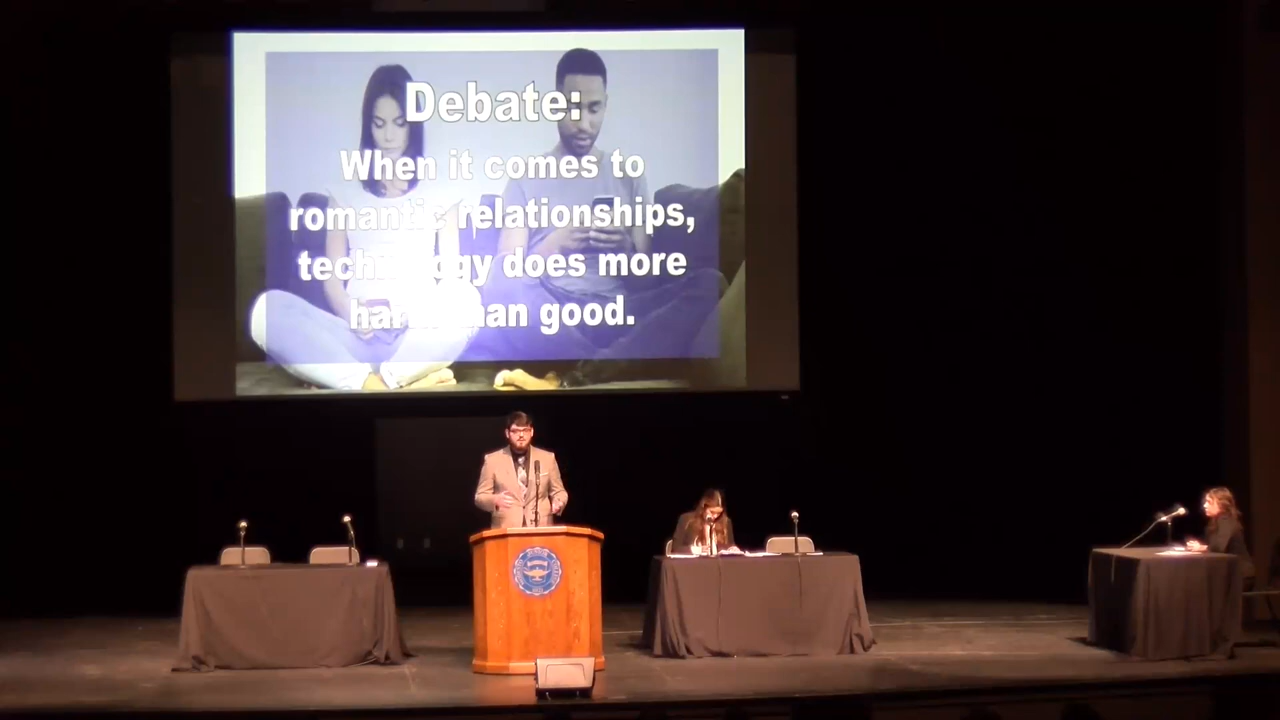 Debate:
When it comes to
romantic relationships,
technology does more
harm than good.